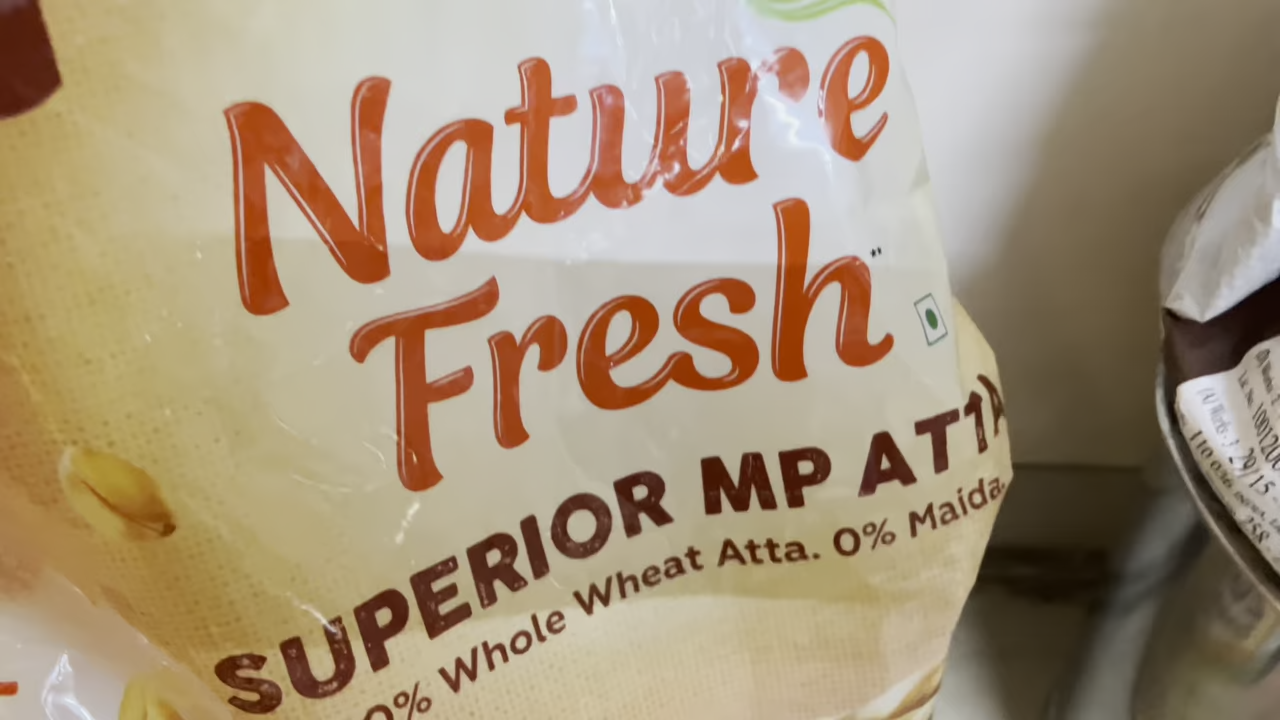 Nature
Fresh
SUPERIOR MP ATTA
0% Whole Wheat Atta. 0% Maida.